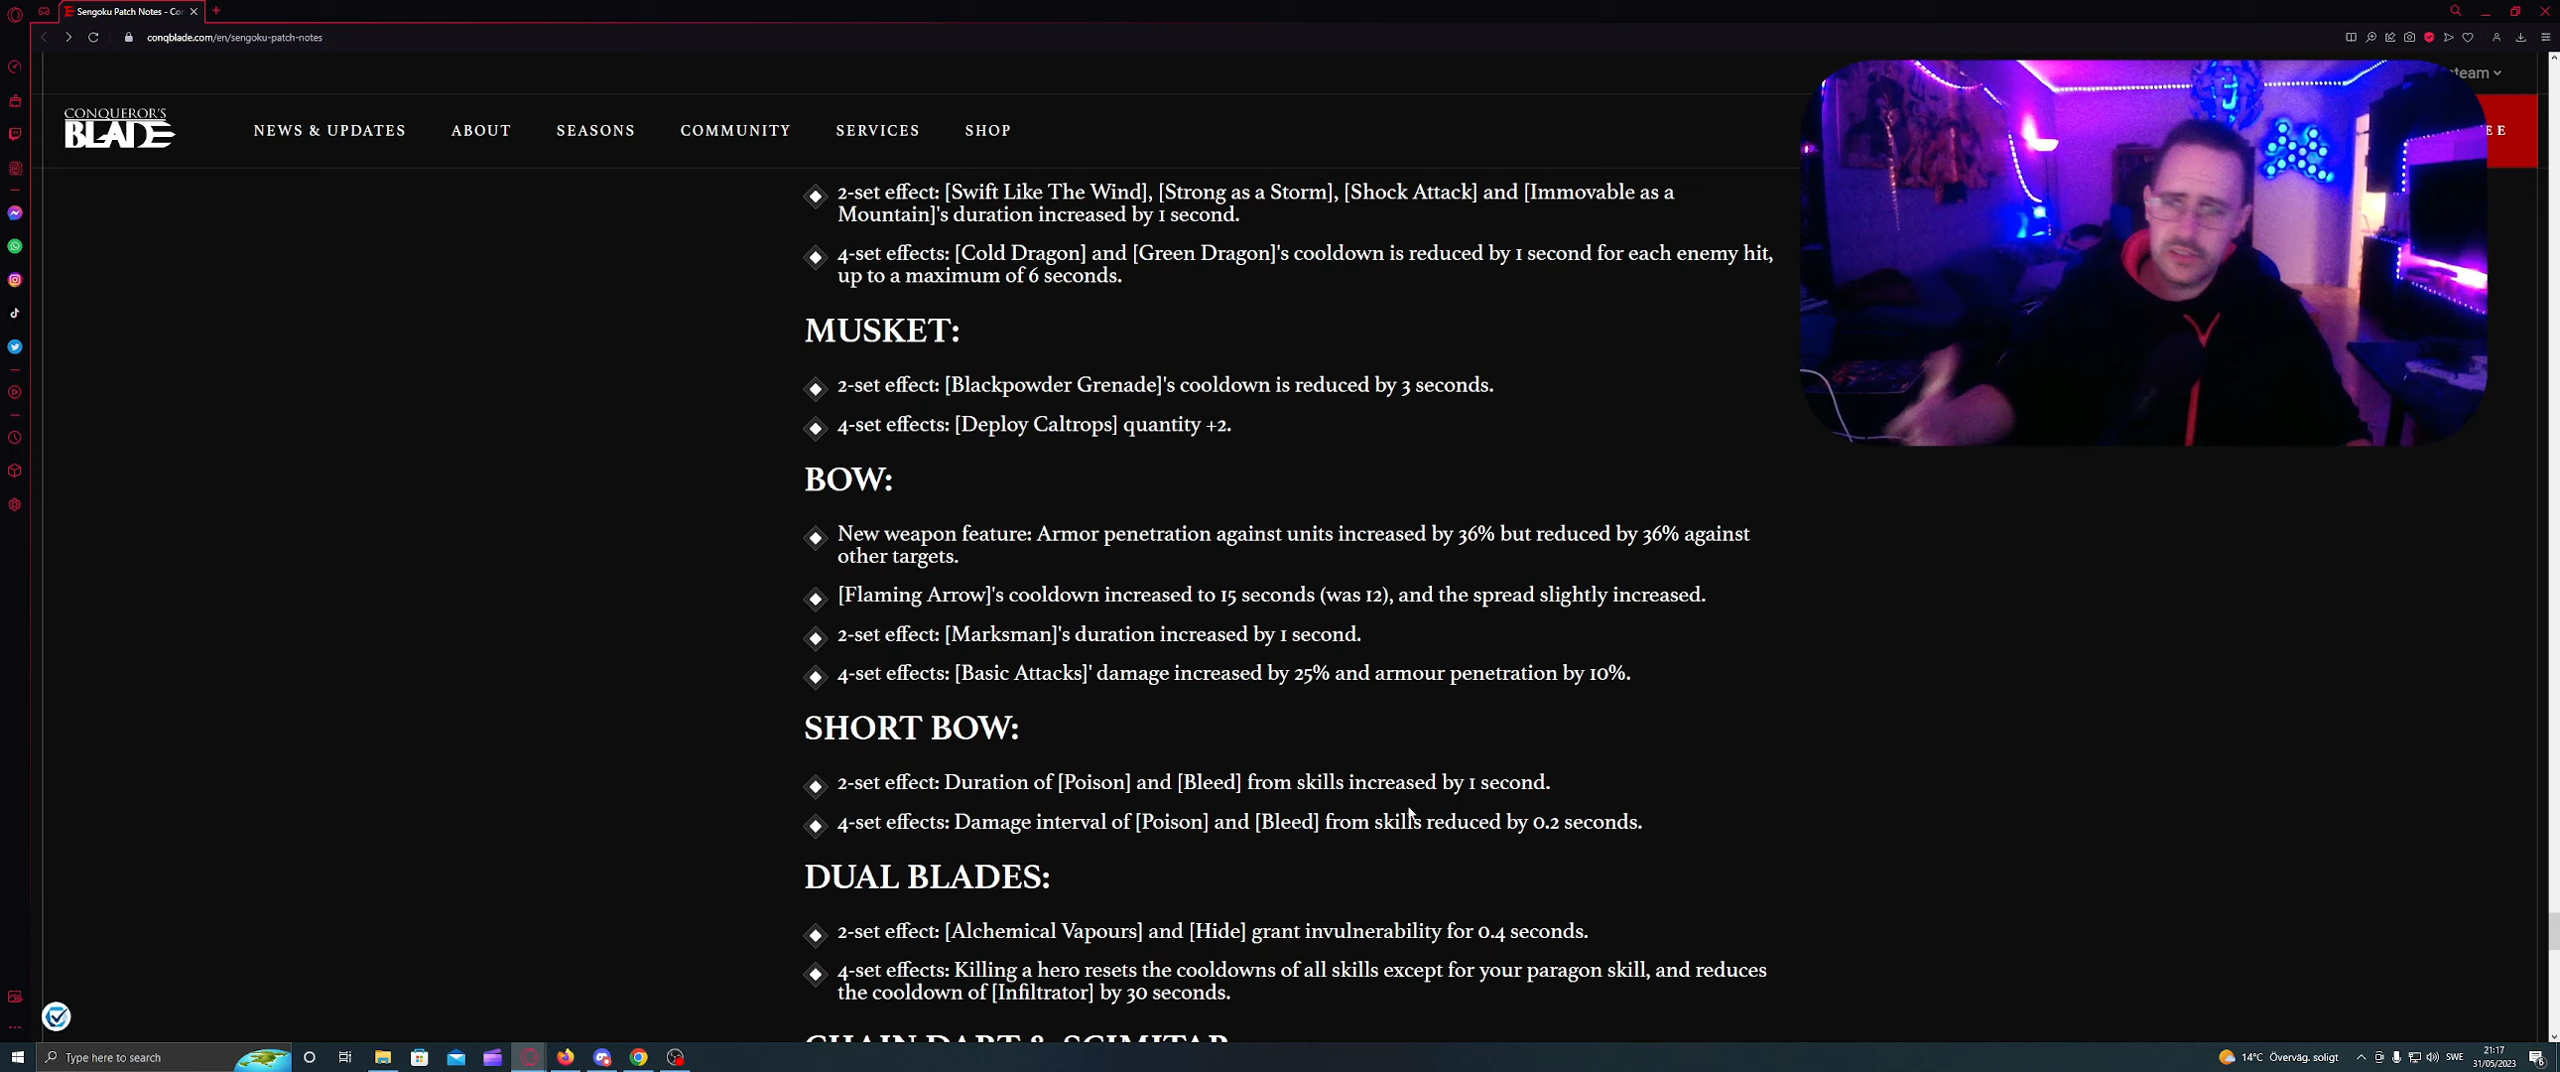 Sengoku Patch Notes - Co
conqblade.com/en/sengoku-patch-notes
team
CONQUEROR'S
BLADE
NEWS & UPDATES
ABOUT
SEASONS
COMMUNITY
SERVICES
SHOP
EE
2-set effect: [Swift Like The Wind], [Strong as a Storm], [Shock Attack] and [Immovable as a
Mountain]'s duration increased by 1 second.
4-set effects: [Cold Dragon] and [Green Dragon]'s cooldown is reduced by 1 second for each enemy hit,
up to a maximum of 6 seconds.
MUSKET:
2-set effect: [Blackpowder Grenade]'s cooldown is reduced by 3 seconds.
4-set effects: [Deploy Caltrops] quantity +2.
BOW:
New weapon feature: Armor penetration against units increased by 36% but reduced by 36% against
other targets.
[Flaming Arrow]'s cooldown increased to 15 seconds (was 12), and the spread slightly increased.
2-set effect: [Marksman]'s duration increased by 1 second.
4-set effects: [Basic Attacks]' damage increased by 25% and armour penetration by 10%.
SHORT BOW:
2-set effect: Duration of [Poison] and [Bleed] from skills increased by 1 second.
4-set effects: Damage interval of [Poison] and [Bleed] from skills reduced by 0.2 seconds.
DUAL BLADES:
2-set effect: [Alchemical Vapours] and [Hide] grant invulnerability for 0.4 seconds.
4-set effects: Killing a hero resets the cooldowns of all skills except for your paragon skill, and reduces
the cooldown of [Infiltrator] by 30 seconds.
CHAIN DART & SCIMITAR
Type here to search
14°C Överväg. soligt
SWE
21:17
31/05/2023
6